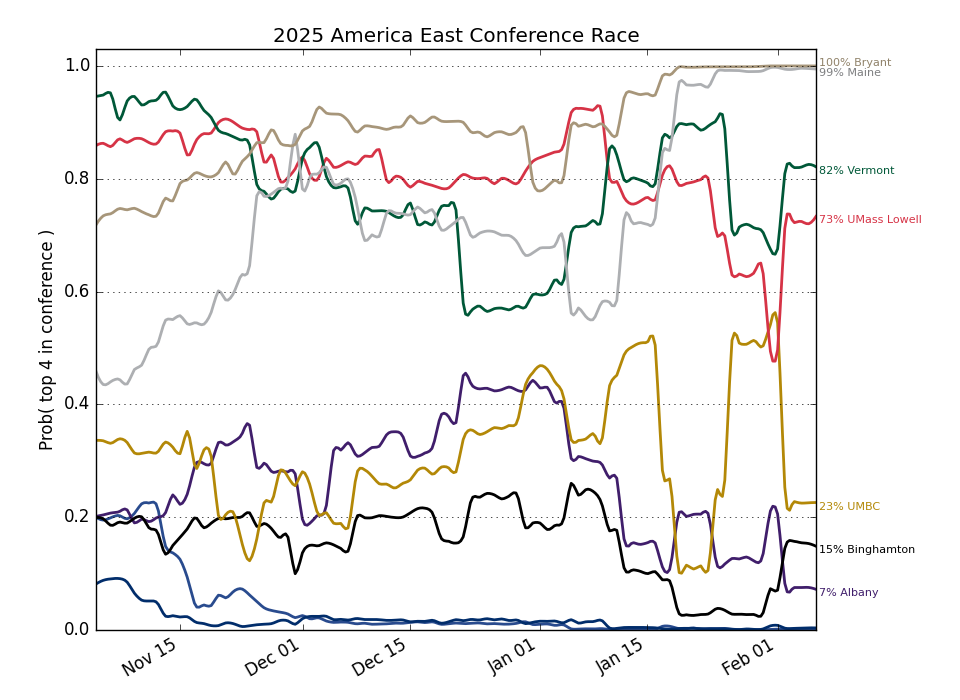 2025 America East Conference Race
1.0
0.8
0.6
0.4
0.2
0.0
Prob( top 4 in conference )
100% Bryant
99% Maine
82% Vermont
73% UMass Lowell
23% UMBC
15% Binghamton
7% Albany
Nov 15
Dec 01
Dec 15
Jan 01
Jan 15
Feb 01